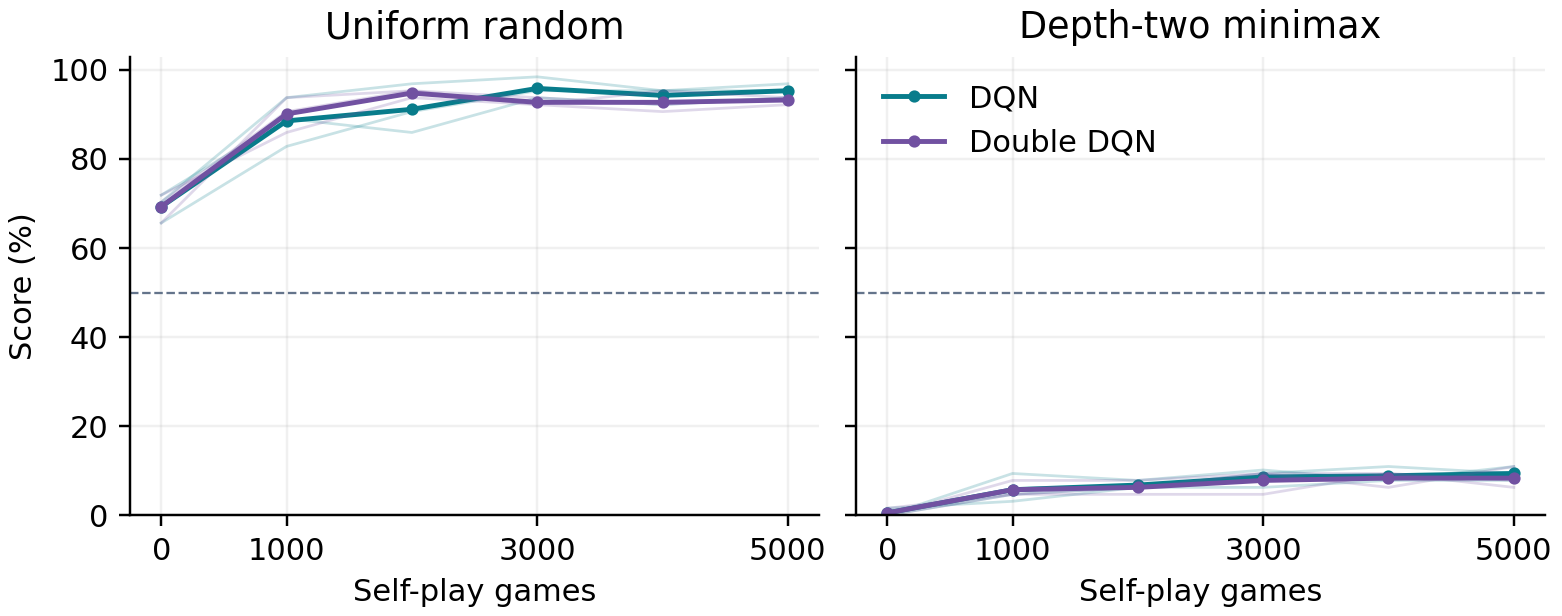 Uniform random
Depth-two minimax
Score (%)
100
80
60
40
20
0
DQN
Double DQN
0 1000 3000 5000
0 1000 3000 5000
Self-play games
Self-play games